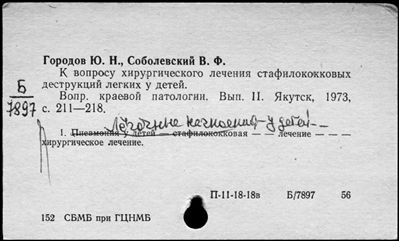 Городов Ю. Н., Соболевский В. Ф.
К вопросу хирургического лечения стафилококковых
деструкций легких у детей.
Вопр. краевой патологии. Вып. II. Якутск, 1973,
с. 211—218.
Б
7897
Легочные нагноения у детей
1. Пневмония у детей — стафилококковая — — лечение — — —
хирургическое лечение.
П-11-18-18в Б/7897 56
152 СБМБ при ГЦНМБ